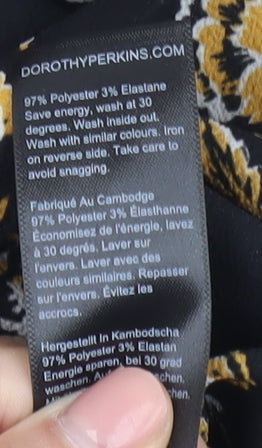 DOROTHYPERKINS.COM
97% Polyester 3% Elastane
Save energy, wash at 30
degrees. Wash inside out.
Wash with similar colours. Iron
on reverse side. Take care to
avoid snagging.
Fabriqué Au Cambodge
97% Polyester 3% Élasthanne
Économisez de l'énergie, lavez
à 30 degrés. Laver sur
l'envers. Laver avec des
couleurs similaires. Repasser
sur l'envers. Évitez les
accrocs.
Hergestellt In Kambodscha
97% Polyester 3% Elastan
Energie sparen, bei 30 grad
waschen.